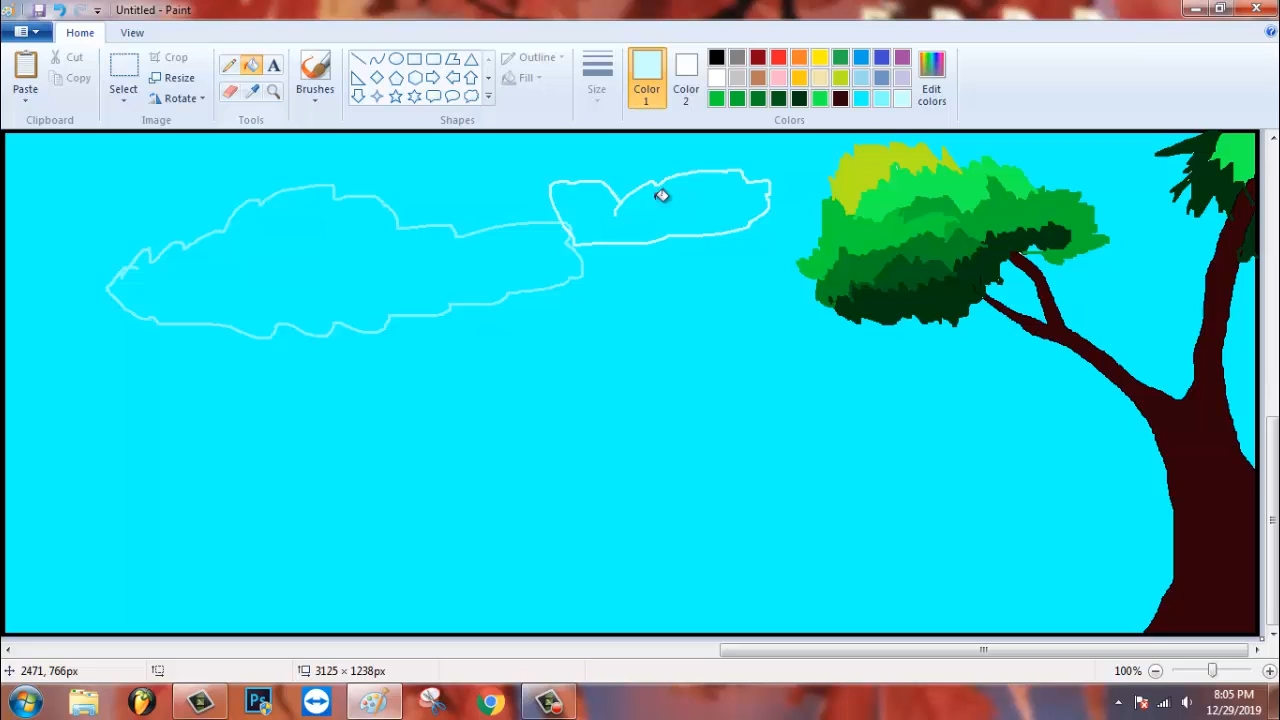 Untitled - Paint
Home View
Paste
Cut
Copy
Select
Crop
Resize
Rotate
A
Brushes
Outline
Fill
Size
Color 1
Color 2
Edit colors
Clipboard Image Tools Shapes Colors
2471, 766px 3125 × 1238px 100%
Ps
8:05 PM
12/29/2019